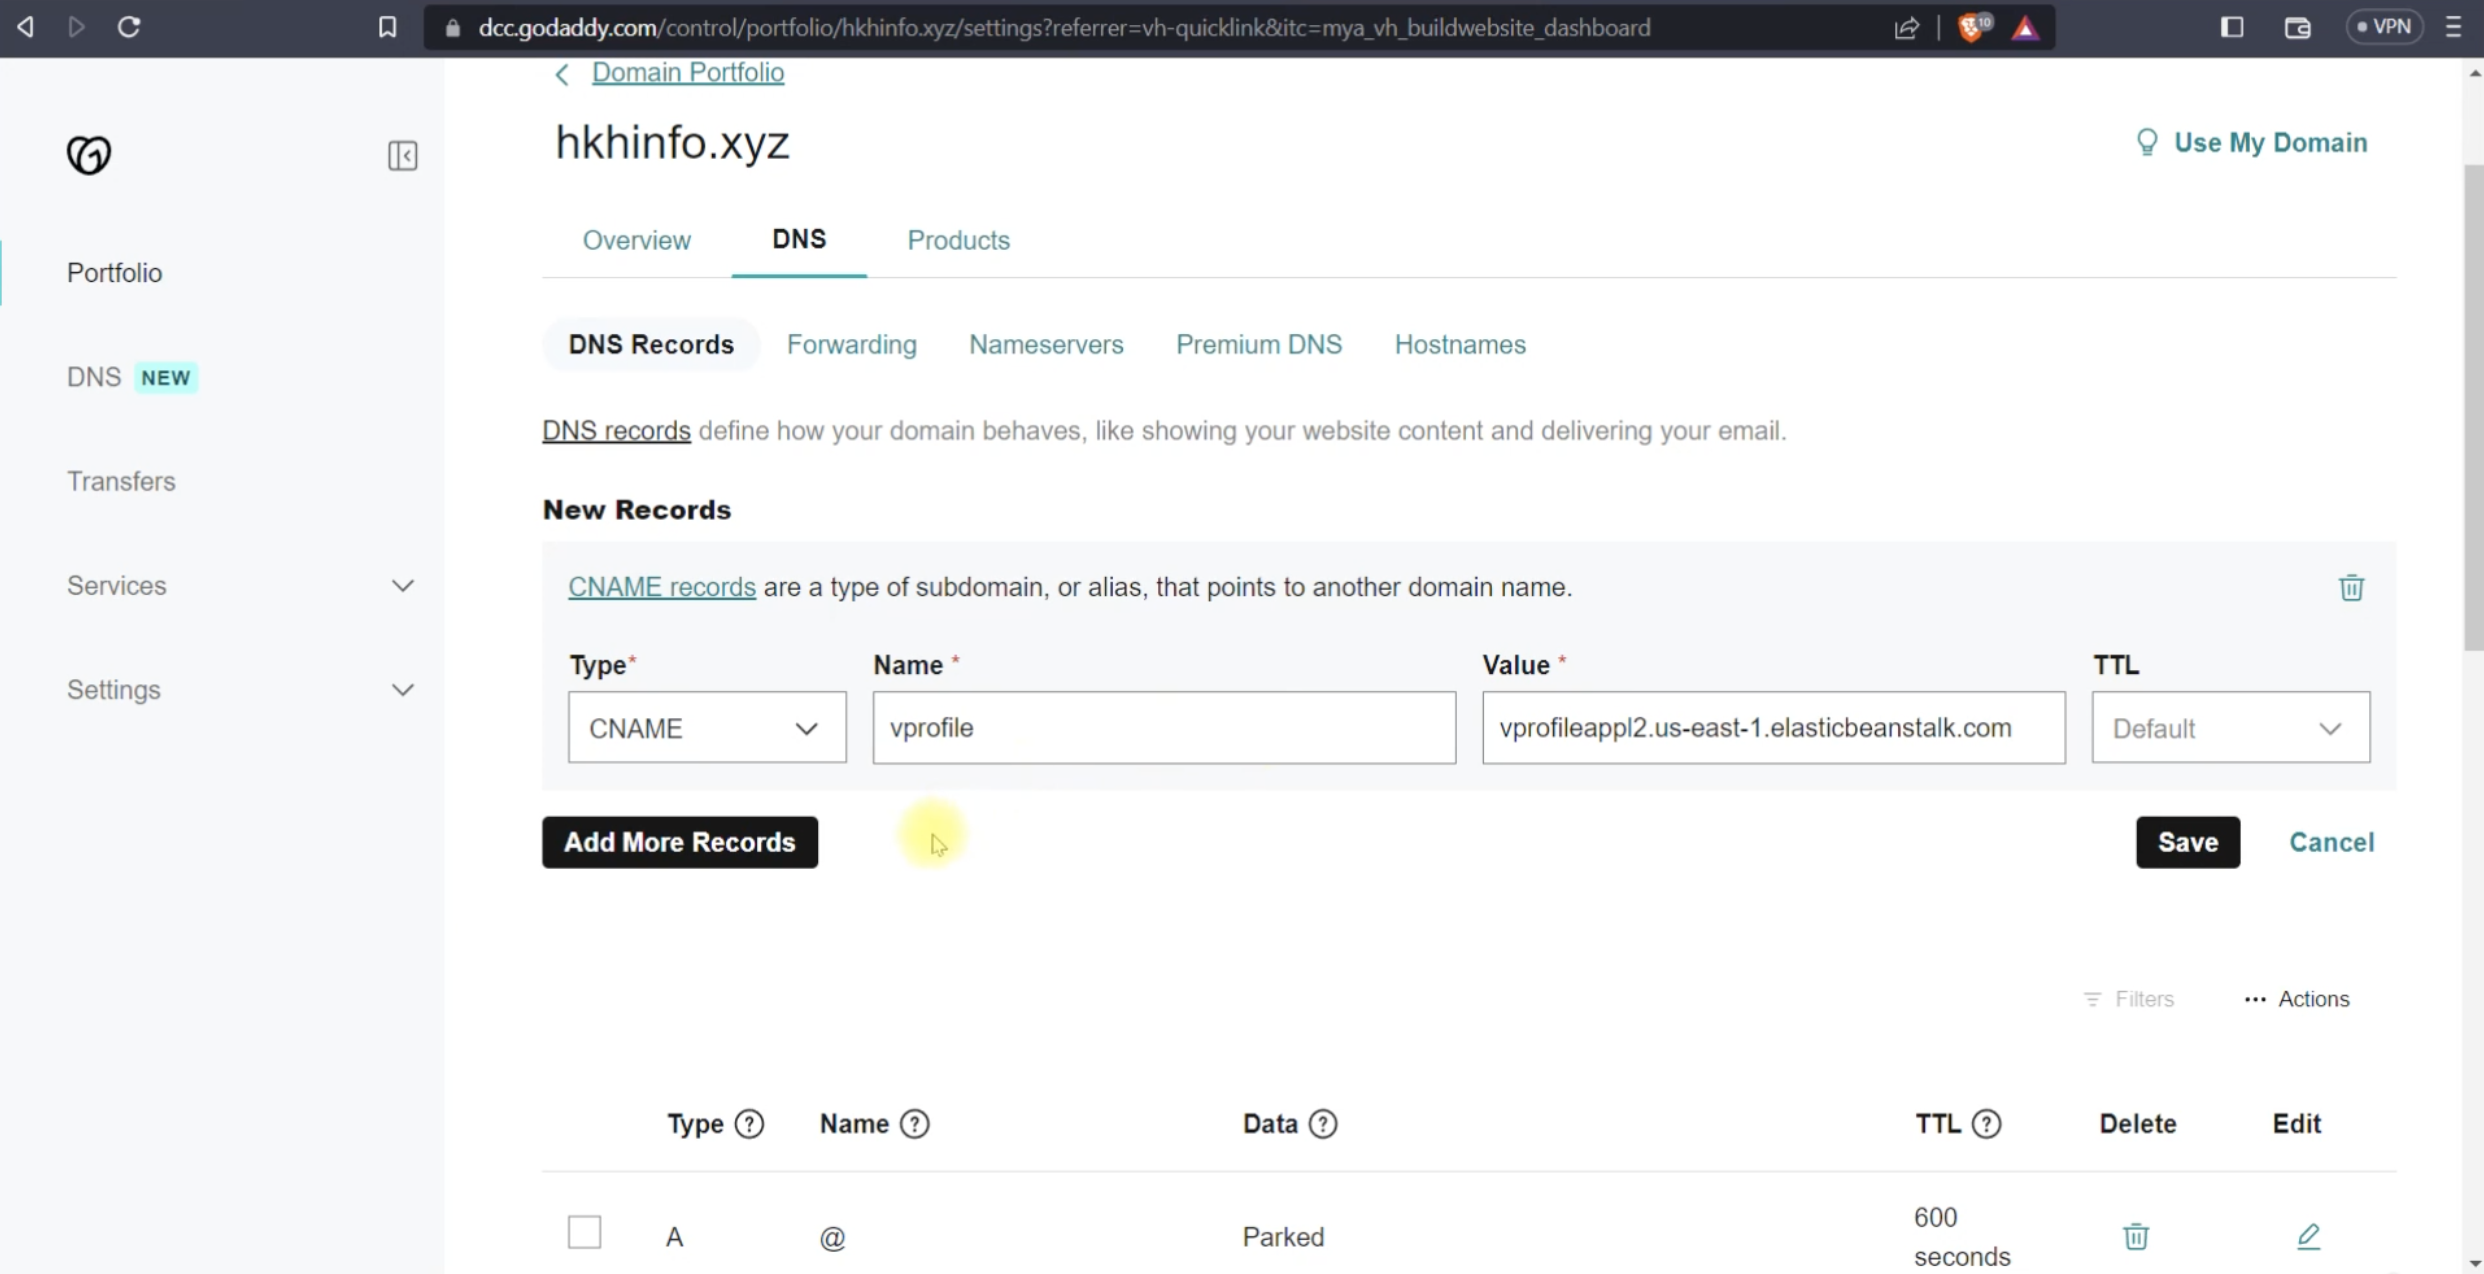 dcc.godaddy.com/control/portfolio/hkhinfo.xyz/settings?referrer=vh-quicklink&itc=mya_vh_buildwebsite_dashboard
10
VPN
Domain Portfolio
hkhinfo.xyz
Use My Domain
Overview
DNS
Products
Portfolio
DNS NEW
Transfers
Services
Settings
DNS Records
Forwarding
Nameservers
Premium DNS
Hostnames
DNS records define how your domain behaves, like showing your website content and delivering your email.
New Records
CNAME records are a type of subdomain, or alias, that points to another domain name.
Type* Name * Value * TTL
CNAME vprofile vprofileappl2.us-east-1.elasticbeanstalk.com Default
Add More Records Save Cancel
Filters ··· Actions
Type ? Name ? Data ? TTL ? Delete Edit
A @ Parked 600 seconds